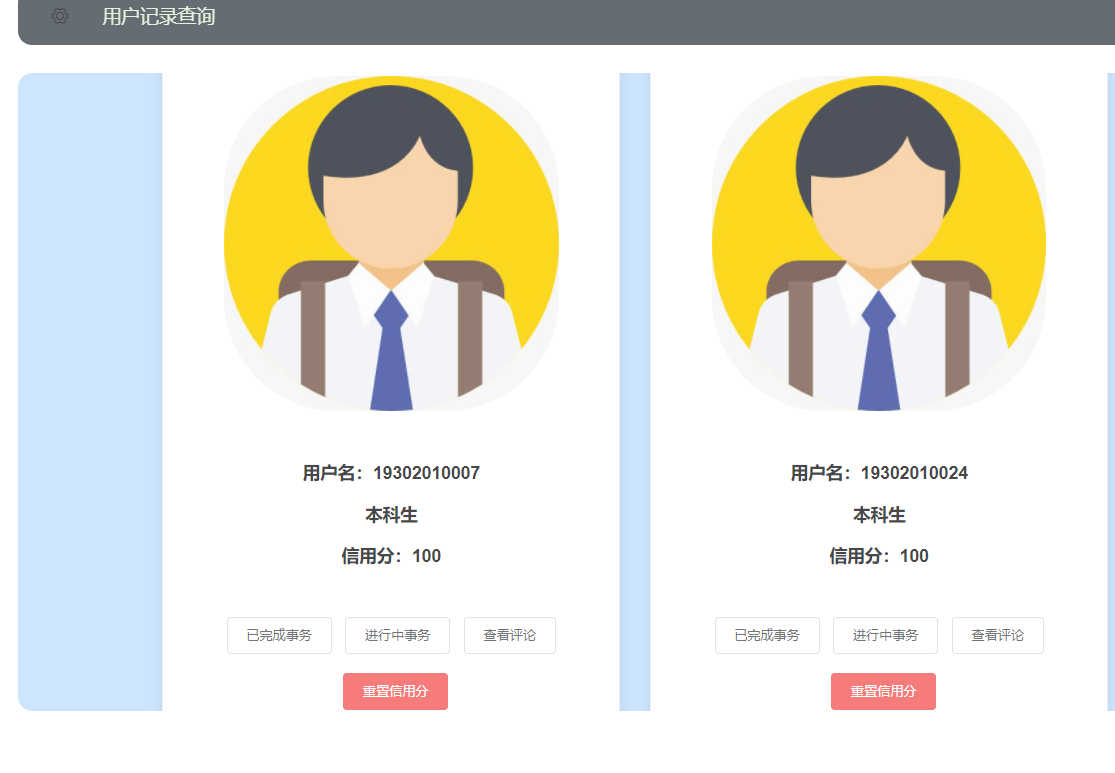 用户记录查询
用户名：19302010007
本科生
信用分：100
已完成事务 进行中事务 查看评论
重置信用分
用户名：19302010024
本科生
信用分：100
已完成事务 进行中事务 查看评论
重置信用分